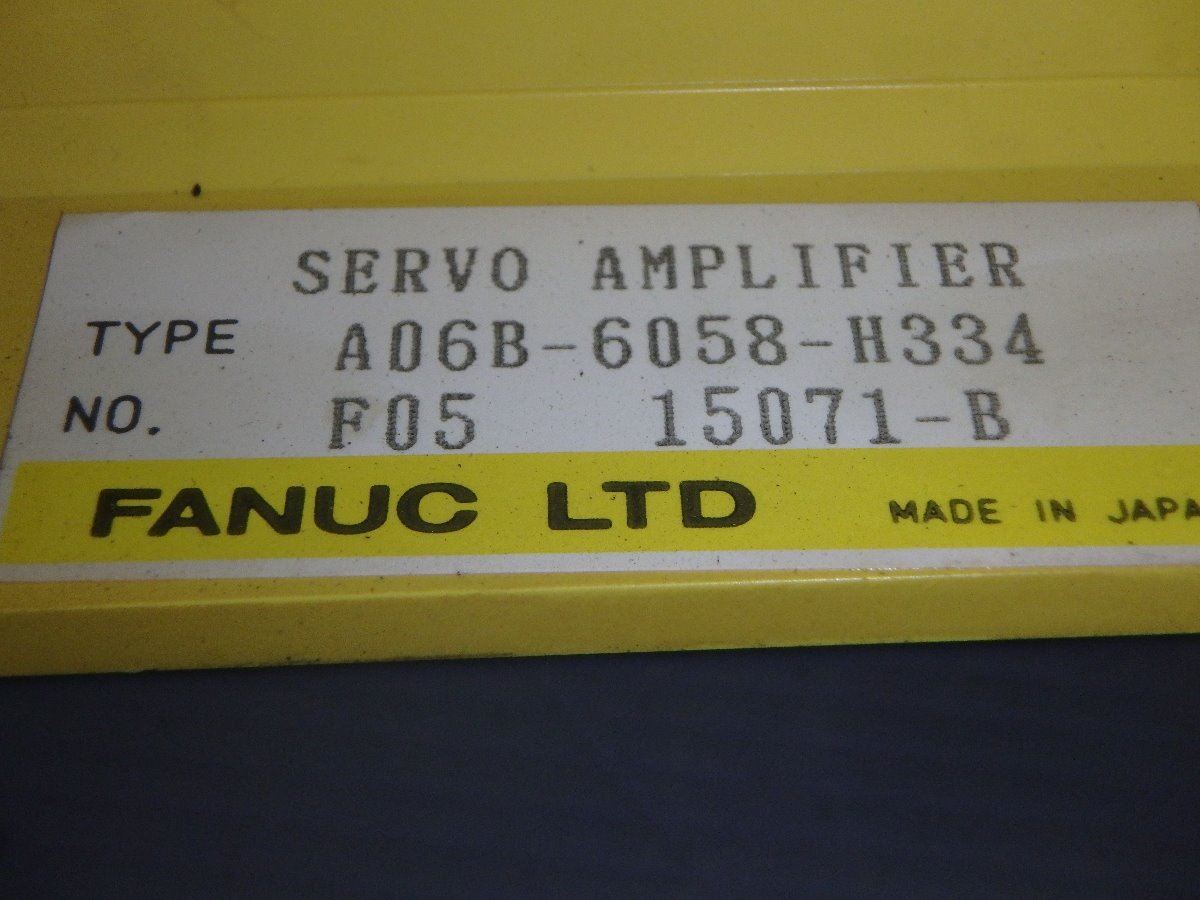 SERVO AMPLIFIER
TYPE A06B-6058-H334
NO. F05 15071-B
FANUC LTD MADE IN JAPA